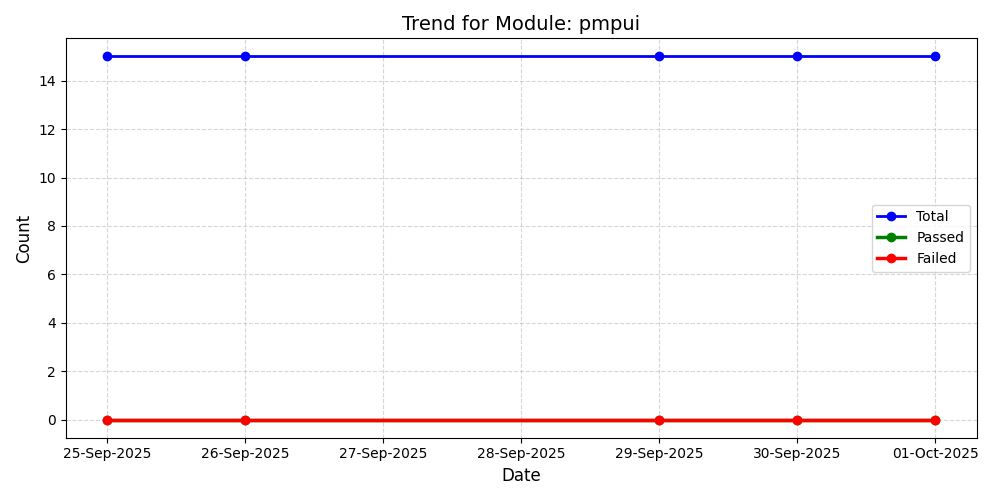 Trend for Module: pmpui
Count
14
12
10
8
6
4
2
0
Total
Passed
Failed
25-Sep-2025 26-Sep-2025 27-Sep-2025 28-Sep-2025 29-Sep-2025 30-Sep-2025 01-Oct-2025
Date